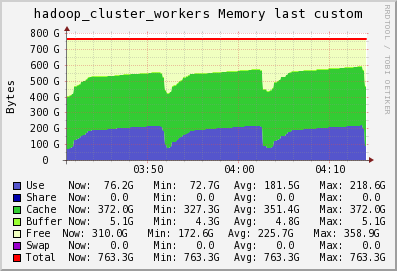 hadoop_cluster_workers Memory last custom
RRDTOOL / TOBI OETIKER
Bytes
800 G
700 G
600 G
500 G
400 G
300 G
200 G
100 G
0
03:50 04:00 04:10
Use Now: 76.2G Min: 72.7G Avg: 181.5G Max: 218.6G
Share Now: 0.0 Min: 0.0 Avg: 0.0 Max: 0.0
Cache Now: 372.0G Min: 327.3G Avg: 351.4G Max: 372.0G
Buffer Now: 5.1G Min: 4.3G Avg: 4.8G Max: 5.1G
Free Now: 310.0G Min: 172.6G Avg: 225.7G Max: 358.9G
Swap Now: 0.0 Min: 0.0 Avg: 0.0 Max: 0.0
Total Now: 763.3G Min: 763.3G Avg: 763.3G Max: 763.3G